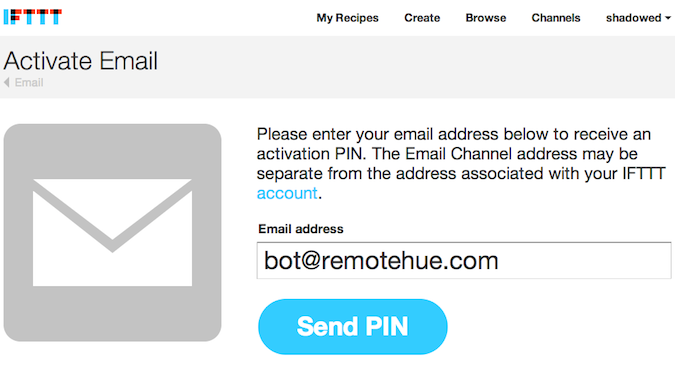 IFTTT
My Recipes Create Browse Channels shadowed
Activate Email
Email
Please enter your email address below to receive an
activation PIN. The Email Channel address may be
separate from the address associated with your IFTTT
account.
Email address
bot@remotehue.com
Send PIN